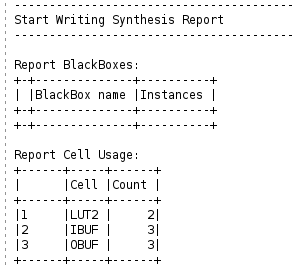 ---------------------------------------
Start Writing Synthesis Report
---------------------------------------

Report BlackBoxes:
+-+--------------+----------+
| |BlackBox name |Instances |
+-+--------------+----------+
+-+--------------+----------+

Report Cell Usage:
+------+-----+------+
|      |Cell |Count |
+------+-----+------+
|1     |LUT2 |     2|
|2     |IBUF |     3|
|3     |OBUF |     3|
+------+-----+------+